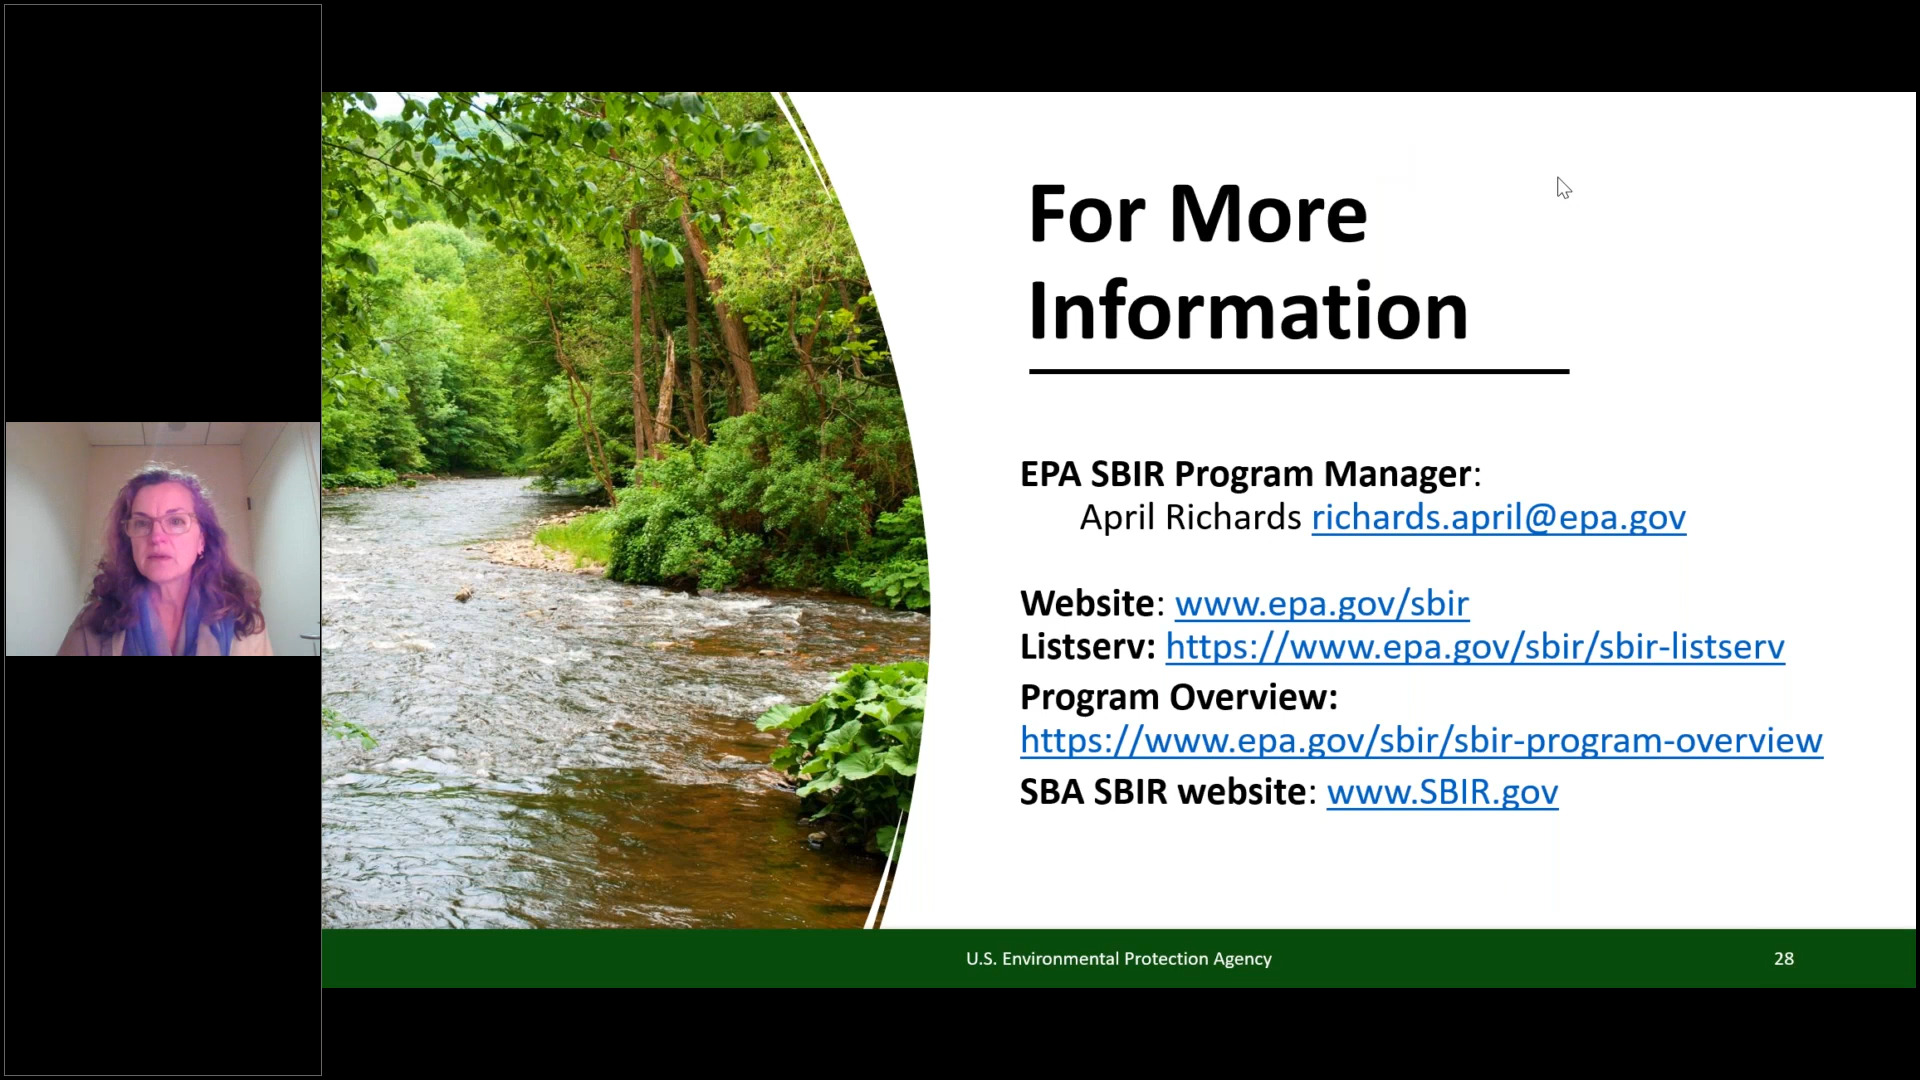 For More
Information
EPA SBIR Program Manager:
April Richards richards.april@epa.gov
Website: www.epa.gov/sbir
Listserv: https://www.epa.gov/sbir/sbir-listserv
Program Overview:
https://www.epa.gov/sbir/sbir-program-overview
SBA SBIR website: www.SBIR.gov
U.S. Environmental Protection Agency
28